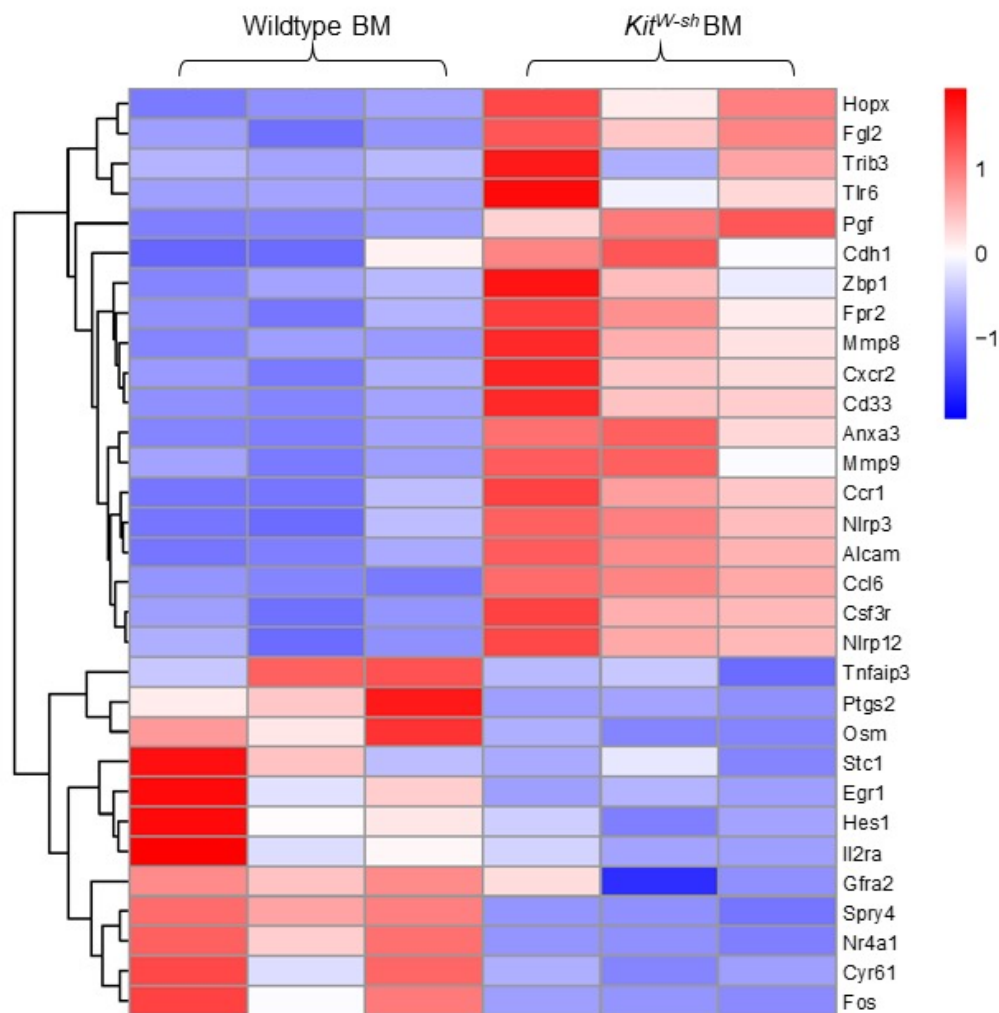 Wildtype BM
Kit^W-sh BM
Hopx
Fgl2
Trib3
Tlr6
Pgf
Cdh1
Zbp1
Fpr2
Mmp8
Cxcr2
Cd33
Anxa3
Mmp9
Ccr1
Nlrp3
Alcam
Ccl6
Csf3r
Nlrp12
Tnfaip3
Ptgs2
Osm
Stc1
Egr1
Hes1
Il2ra
Gfra2
Spry4
Nr4a1
Cyr61
Fos
1
0
−1